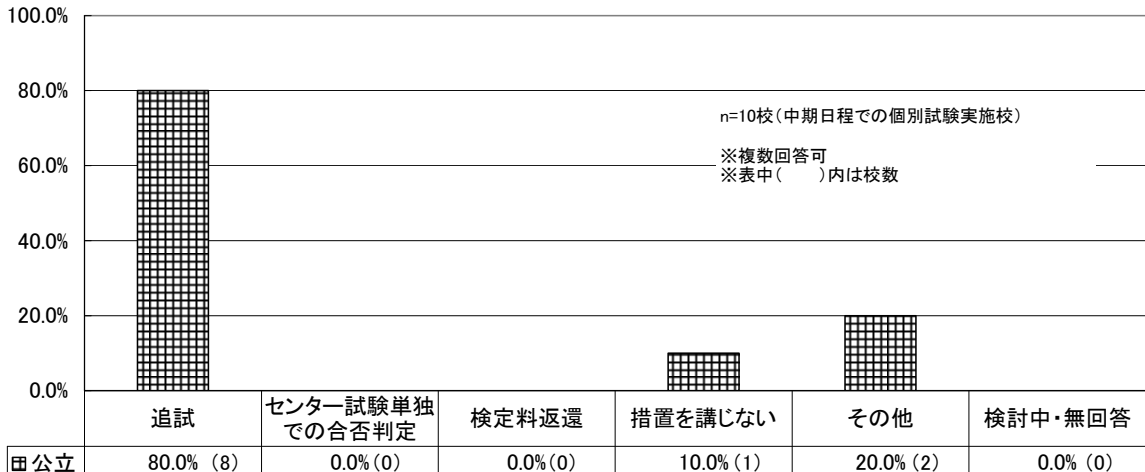 100.0%
80.0%
60.0%
40.0%
20.0%
0.0%
n=10校(中期日程での個別試験実施校)
※複数回答可
※表中(　　)内は校数
追試
センター試験単独
での合否判定
検定料返還
措置を講じない
その他
検討中・無回答
公立 80.0% (8) 0.0%(0) 0.0%(0) 10.0%(1) 20.0%(2) 0.0% (0)